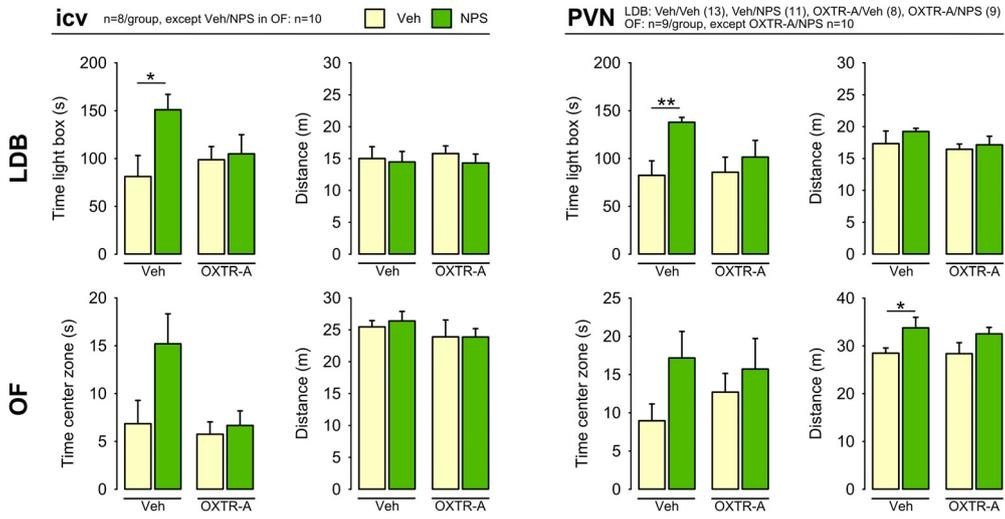 icv n=8/group, except Veh/NPS in OF: n=10 Veh NPS
PVN LDB: Veh/Veh (13), Veh/NPS (11), OXTR-A/Veh (8), OXTR-A/NPS (9)
OF: n=9/group, except OXTR-A/NPS n=10
LDB
Time light box (s)
200
150
100
50
0
*
Veh OXTR-A
Distance (m)
30
25
20
15
10
5
0
Veh OXTR-A
Time light box (s)
200
150
100
50
0
**
Veh OXTR-A
Distance (m)
30
25
20
15
10
5
0
Veh OXTR-A
OF
Time center zone (s)
20
15
10
5
0
Veh OXTR-A
Distance (m)
30
25
20
15
10
5
0
Veh OXTR-A
Time center zone (s)
25
20
15
10
5
0
Veh OXTR-A
Distance (m)
40
30
20
10
0
*
Veh OXTR-A